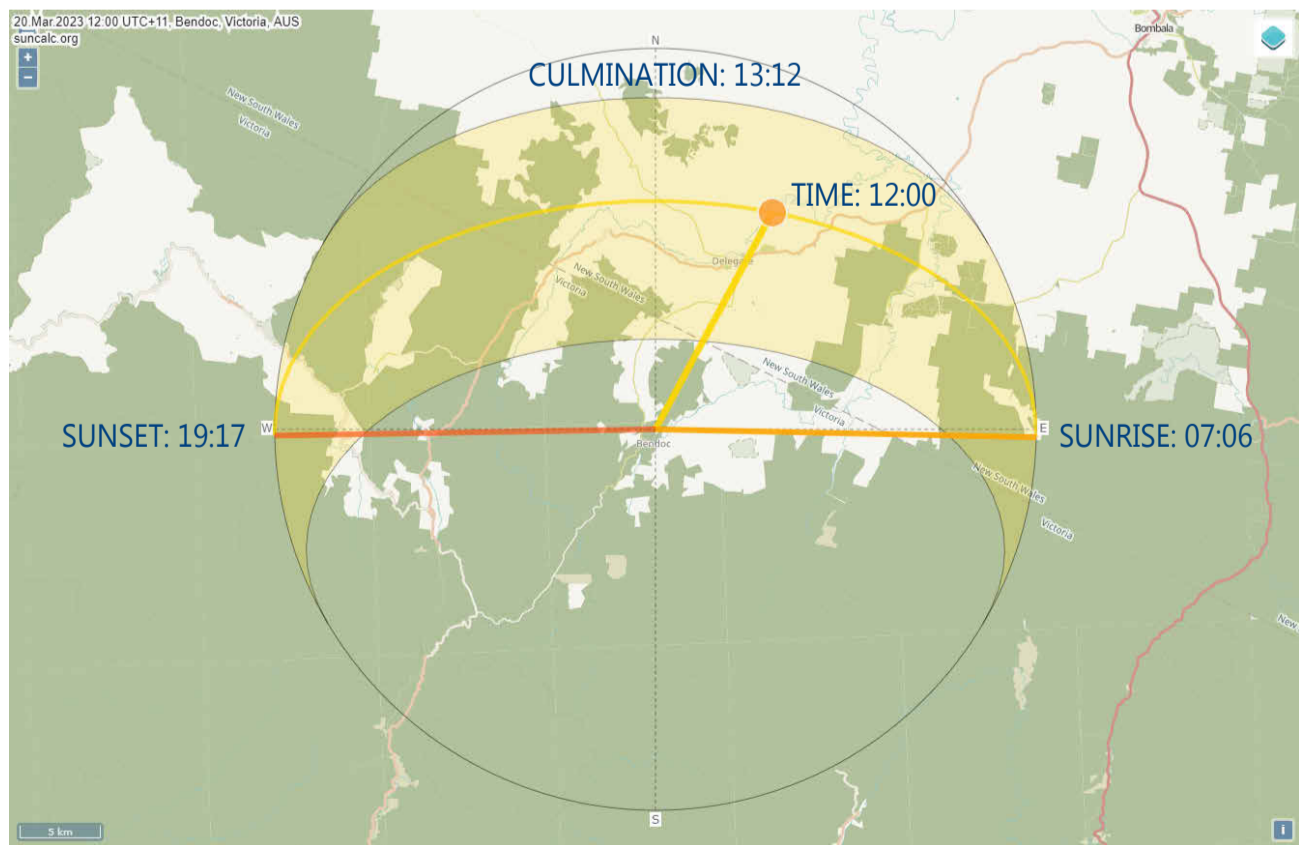 20.Mar.2023 12:00 UTC+11, Bendoc, Victoria, AUS
suncalc.org
Bombala
+
-
N
CULMINATION: 13:12
New South Wales
Victoria
TIME: 12:00
Delegate
New South Wales
Victoria
New South Wales
Victoria
W
E
SUNSET: 19:17
SUNRISE: 07:06
Bendoc
New South Wales
Victoria
New
S
5 km
i